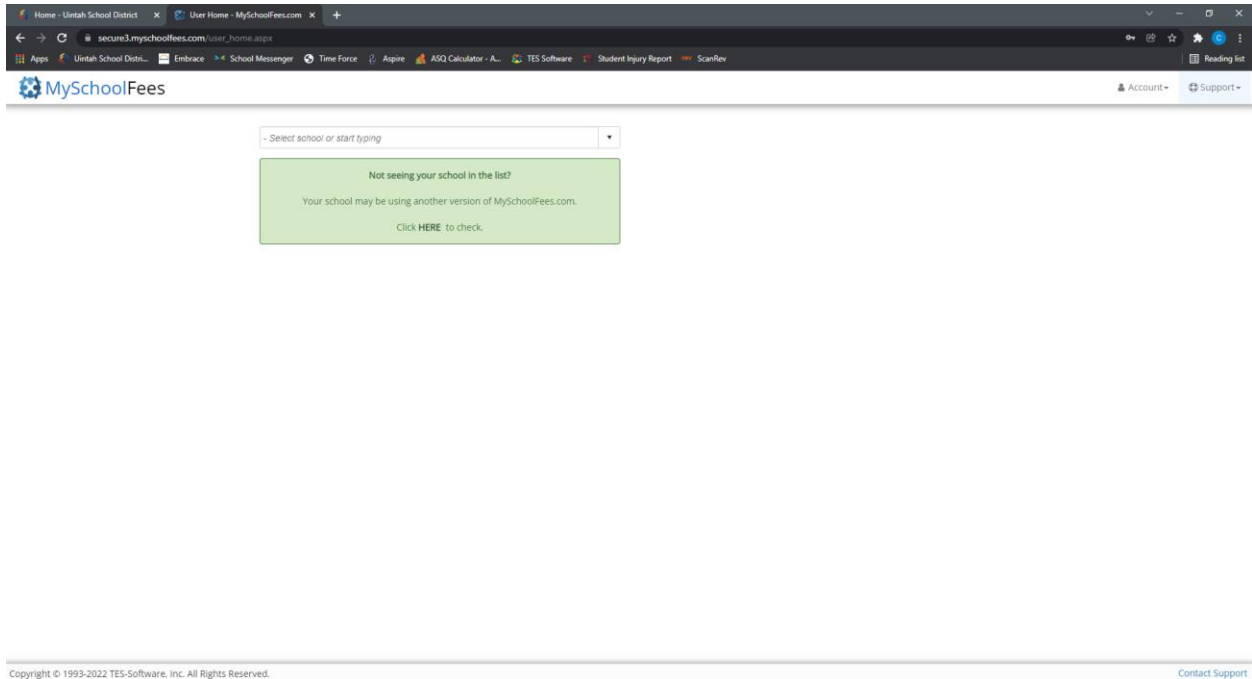 Home - Uintah School District
User Home - MySchoolFees.com
secure3.myschoolfees.com/user_home.aspx
Apps Uintah School Distri... Embrace School Messenger Time Force Aspire ASQ Calculator - A... TES Software Student Injury Report ScanRev Reading list
MySchoolFees Account Support
- Select school or start typing
Not seeing your school in the list?
Your school may be using another version of MySchoolFees.com.
Click HERE to check.
Copyright © 1993-2022 TES-Software, Inc. All Rights Reserved. Contact Support